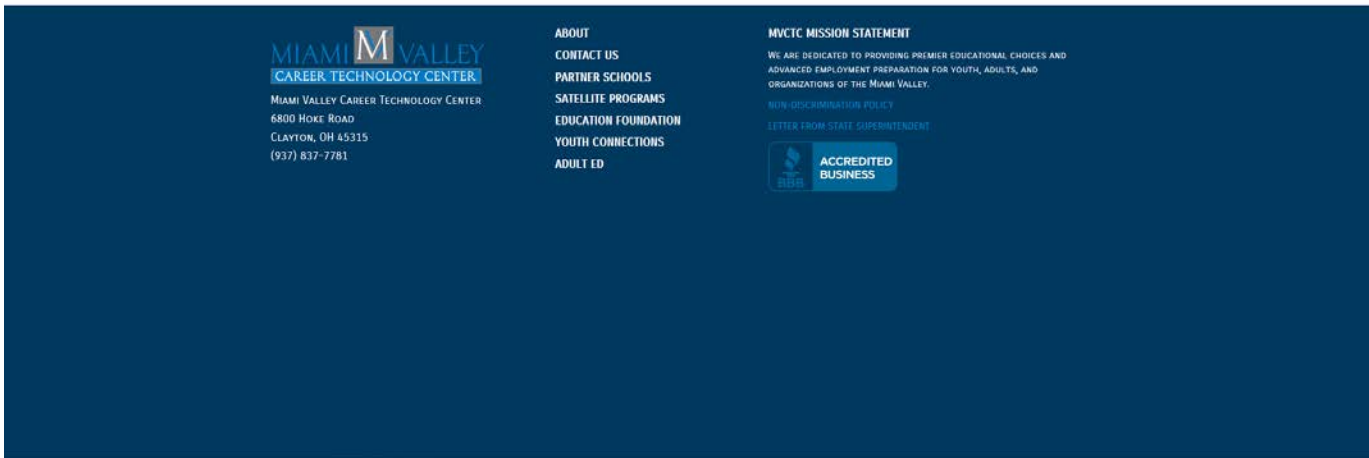 MIAMI M VALLEY
CAREER TECHNOLOGY CENTER
Miami Valley Career Technology Center
6800 Hoke Road
Clayton, OH 45315
(937) 837-7781
ABOUT
CONTACT US
PARTNER SCHOOLS
SATELLITE PROGRAMS
EDUCATION FOUNDATION
YOUTH CONNECTIONS
ADULT ED
MVCTC MISSION STATEMENT
We are dedicated to providing premier educational choices and
advanced employment preparation for youth, adults, and
organizations of the Miami Valley.
NON-DISCRIMINATION POLICY
LETTER FROM STATE SUPERINTENDENT
BBB
ACCREDITED
BUSINESS